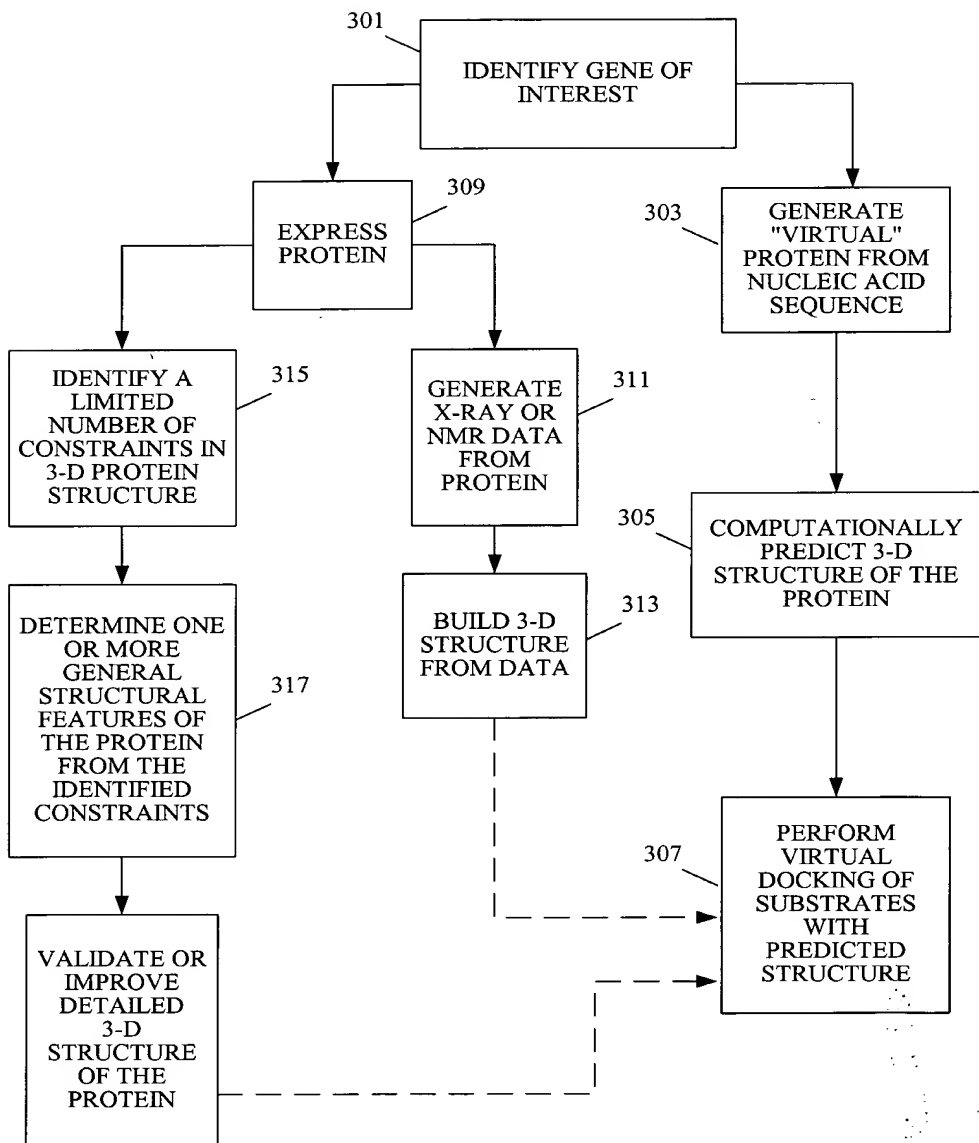 301
IDENTIFY GENE OF
INTEREST
309
EXPRESS
PROTEIN
303
GENERATE
"VIRTUAL"
PROTEIN FROM
NUCLEIC ACID
SEQUENCE
315
IDENTIFY A
LIMITED
NUMBER OF
CONSTRAINTS IN
3-D PROTEIN
STRUCTURE
311
GENERATE
X-RAY OR
NMR DATA
FROM
PROTEIN
305
COMPUTATIONALLY
PREDICT 3-D
STRUCTURE OF THE
PROTEIN
313
BUILD 3-D
STRUCTURE
FROM DATA
317
DETERMINE ONE
OR MORE
GENERAL
STRUCTURAL
FEATURES OF
THE PROTEIN
FROM THE
IDENTIFIED
CONSTRAINTS
307
PERFORM
VIRTUAL
DOCKING OF
SUBSTRATES
WITH
PREDICTED
STRUCTURE
VALIDATE OR
IMPROVE
DETAILED
3-D
STRUCTURE
OF THE
PROTEIN